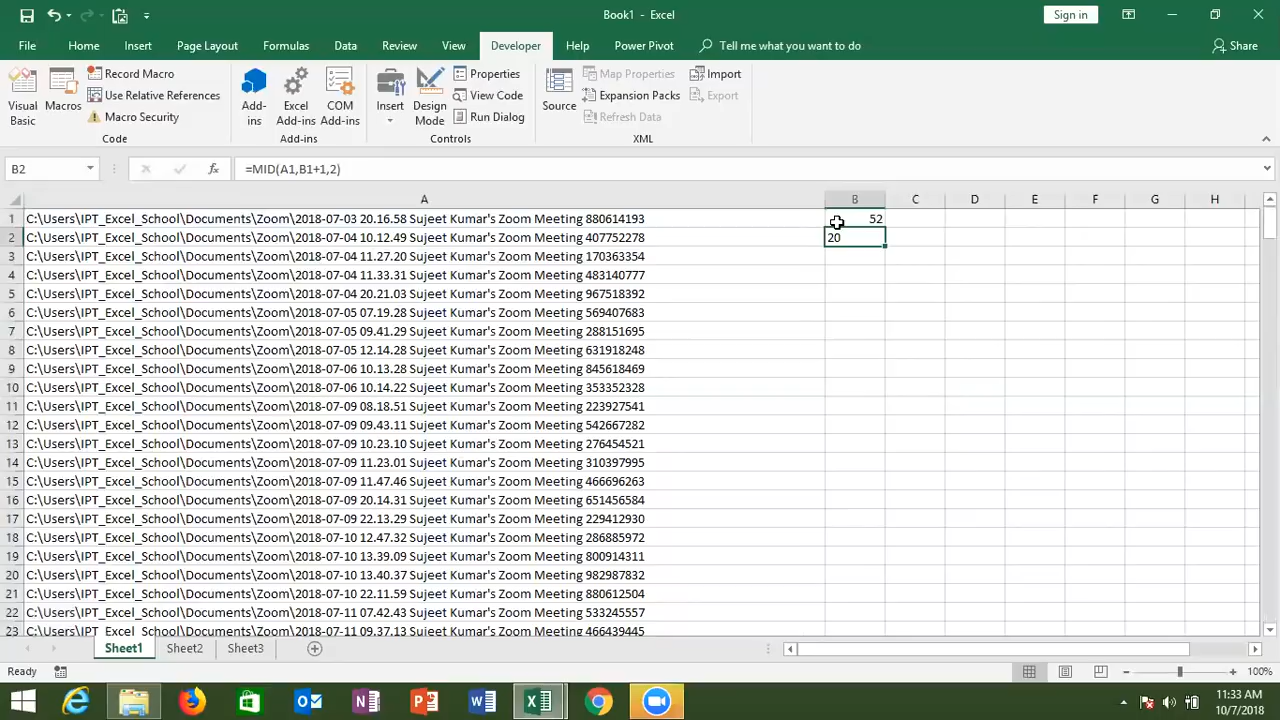 Book1 - Excel
Sign in
File Home Insert Page Layout Formulas Data Review View Developer Help Power Pivot Tell me what you want to do Share
Visual Basic
Macros
Record Macro
Use Relative References
Macro Security
Code
Add-ins
Excel Add-ins
COM Add-ins
Add-ins
Insert
Design Mode
Properties
View Code
Run Dialog
Controls
Source
Map Properties
Expansion Packs
Refresh Data
Import
Export
XML
B2 fx =MID(A1,B1+1,2)
A B C D E F G H
1 C:\Users\IPT_Excel_School\Documents\Zoom\2018-07-03 20.16.58 Sujeet Kumar's Zoom Meeting 880614193 52
2 C:\Users\IPT_Excel_School\Documents\Zoom\2018-07-04 10.12.49 Sujeet Kumar's Zoom Meeting 407752278 20
3 C:\Users\IPT_Excel_School\Documents\Zoom\2018-07-04 11.27.20 Sujeet Kumar's Zoom Meeting 170363354
4 C:\Users\IPT_Excel_School\Documents\Zoom\2018-07-04 11.33.31 Sujeet Kumar's Zoom Meeting 483140777
5 C:\Users\IPT_Excel_School\Documents\Zoom\2018-07-04 20.21.03 Sujeet Kumar's Zoom Meeting 967518392
6 C:\Users\IPT_Excel_School\Documents\Zoom\2018-07-05 07.19.28 Sujeet Kumar's Zoom Meeting 569407683
7 C:\Users\IPT_Excel_School\Documents\Zoom\2018-07-05 09.41.29 Sujeet Kumar's Zoom Meeting 288151695
8 C:\Users\IPT_Excel_School\Documents\Zoom\2018-07-05 12.14.28 Sujeet Kumar's Zoom Meeting 631918248
9 C:\Users\IPT_Excel_School\Documents\Zoom\2018-07-06 10.13.28 Sujeet Kumar's Zoom Meeting 845618469
10 C:\Users\IPT_Excel_School\Documents\Zoom\2018-07-06 10.14.22 Sujeet Kumar's Zoom Meeting 353352328
11 C:\Users\IPT_Excel_School\Documents\Zoom\2018-07-09 08.18.51 Sujeet Kumar's Zoom Meeting 223927541
12 C:\Users\IPT_Excel_School\Documents\Zoom\2018-07-09 09.43.11 Sujeet Kumar's Zoom Meeting 542667282
13 C:\Users\IPT_Excel_School\Documents\Zoom\2018-07-09 10.23.10 Sujeet Kumar's Zoom Meeting 276454521
14 C:\Users\IPT_Excel_School\Documents\Zoom\2018-07-09 11.23.01 Sujeet Kumar's Zoom Meeting 310397995
15 C:\Users\IPT_Excel_School\Documents\Zoom\2018-07-09 11.47.46 Sujeet Kumar's Zoom Meeting 466696263
16 C:\Users\IPT_Excel_School\Documents\Zoom\2018-07-09 20.14.31 Sujeet Kumar's Zoom Meeting 651456584
17 C:\Users\IPT_Excel_School\Documents\Zoom\2018-07-09 22.13.29 Sujeet Kumar's Zoom Meeting 229412930
18 C:\Users\IPT_Excel_School\Documents\Zoom\2018-07-10 12.47.32 Sujeet Kumar's Zoom Meeting 286885972
19 C:\Users\IPT_Excel_School\Documents\Zoom\2018-07-10 13.39.09 Sujeet Kumar's Zoom Meeting 800914311
20 C:\Users\IPT_Excel_School\Documents\Zoom\2018-07-10 13.40.37 Sujeet Kumar's Zoom Meeting 982987832
21 C:\Users\IPT_Excel_School\Documents\Zoom\2018-07-10 22.11.59 Sujeet Kumar's Zoom Meeting 880612504
22 C:\Users\IPT_Excel_School\Documents\Zoom\2018-07-11 07.42.43 Sujeet Kumar's Zoom Meeting 533245557
23 C:\Users\IPT_Excel_School\Documents\Zoom\2018-07-11 09.37.13 Sujeet Kumar's Zoom Meeting 466439445
Sheet1 Sheet2 Sheet3
Ready 100%
11:33 AM
10/7/2018